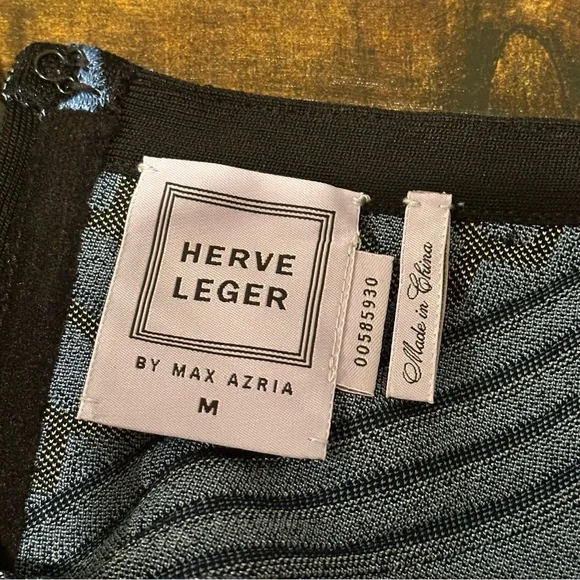 HERVE
LEGER
BY MAX AZRIA
M
00585930
Made in China